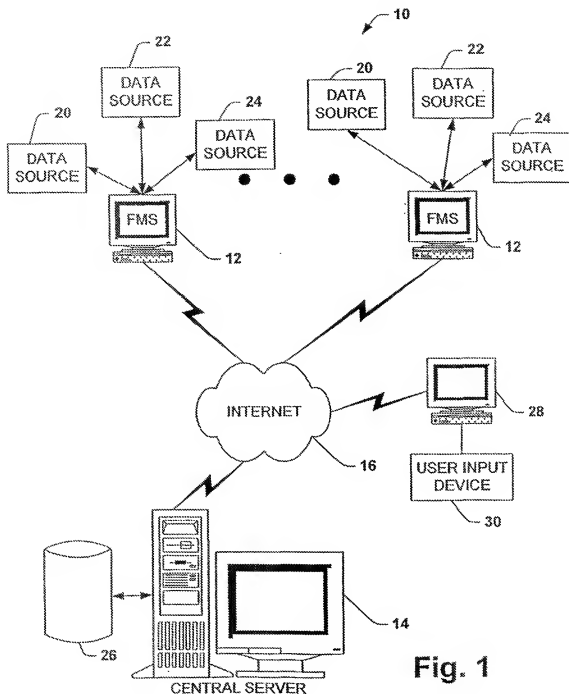 10
22
DATA
SOURCE
20
DATA
SOURCE
24
DATA
SOURCE
FMS
12
20
DATA
SOURCE
22
DATA
SOURCE
24
DATA
SOURCE
FMS
12
INTERNET
16
28
USER INPUT
DEVICE
30
26
14
CENTRAL SERVER
Fig. 1